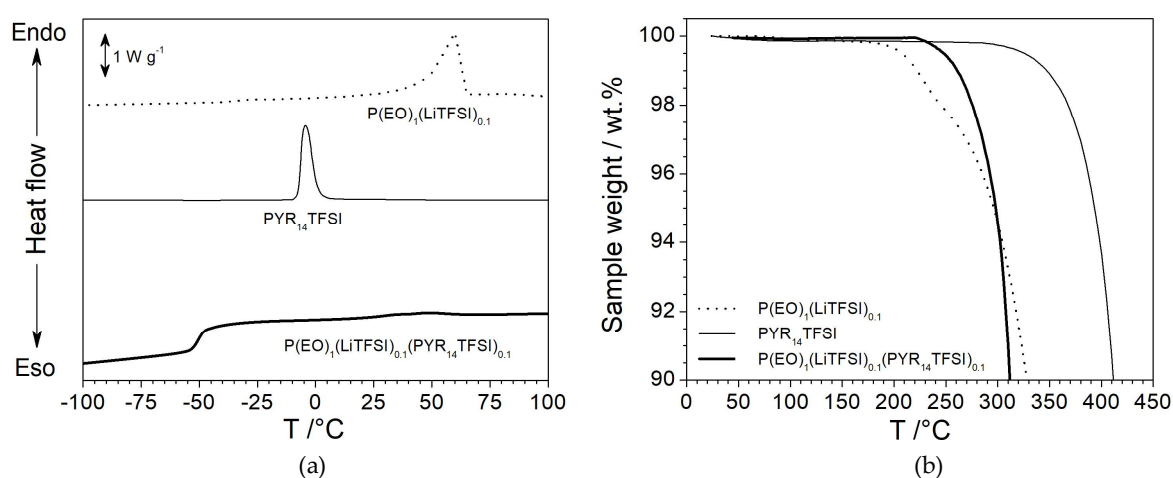 Endo
1 W g⁻¹
P(EO)₁(LiTFSI)₀.₁
PYR₁₄TFSI
P(EO)₁(LiTFSI)₀.₁(PYR₁₄TFSI)₀.₁
Heat flow
Eso
-100 -75 -50 -25 0 25 50 75 100
T /°C
(a)
100
98
96
94
92
90
Sample weight / wt.%
P(EO)₁(LiTFSI)₀.₁
PYR₁₄TFSI
P(EO)₁(LiTFSI)₀.₁(PYR₁₄TFSI)₀.₁
0 50 100 150 200 250 300 350 400 450
T /°C
(b)